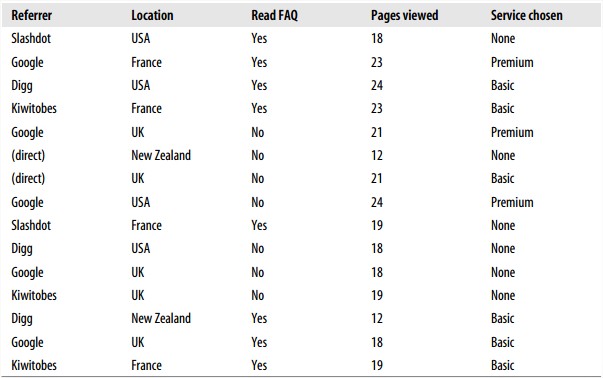 Referrer Location Read FAQ Pages viewed Service chosen
Slashdot USA Yes 18 None
Google France Yes 23 Premium
Digg USA Yes 24 Basic
Kiwitobes France Yes 23 Basic
Google UK No 21 Premium
(direct) New Zealand No 12 None
(direct) UK No 21 Basic
Google USA No 24 Premium
Slashdot France Yes 19 None
Digg USA No 18 None
Google UK No 18 None
Kiwitobes UK No 19 None
Digg New Zealand Yes 12 Basic
Google UK Yes 18 Basic
Kiwitobes France Yes 19 Basic